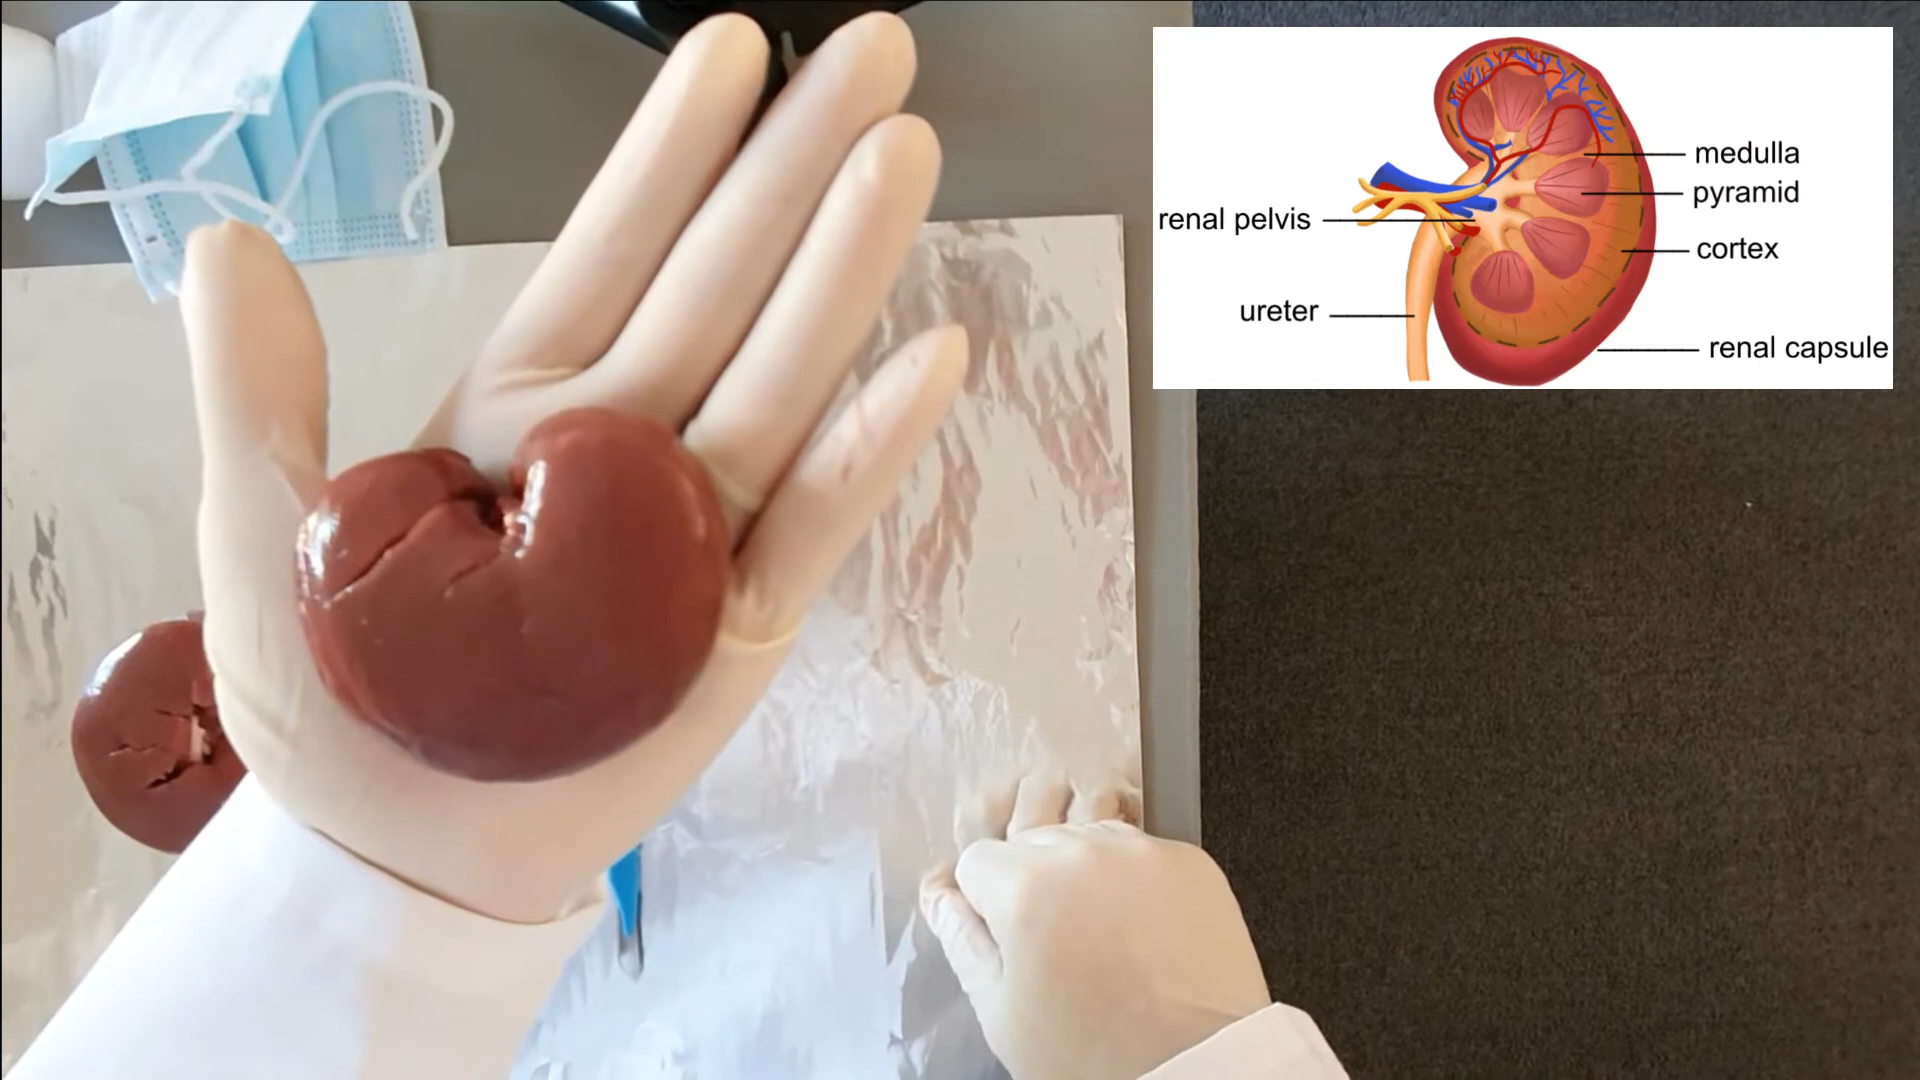 medulla
pyramid
renal pelvis
cortex
ureter
renal capsule